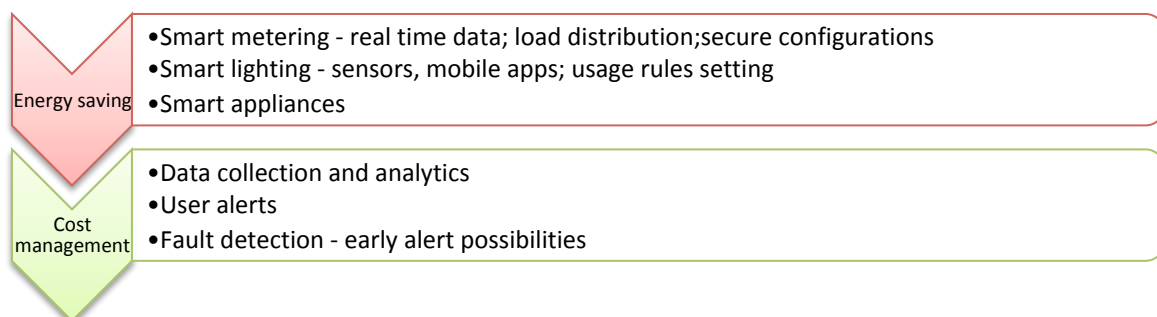 Energy saving
•Smart metering - real time data; load distribution;secure configurations
•Smart lighting - sensors, mobile apps; usage rules setting
•Smart appliances
Cost
management
•Data collection and analytics
•User alerts
•Fault detection - early alert possibilities